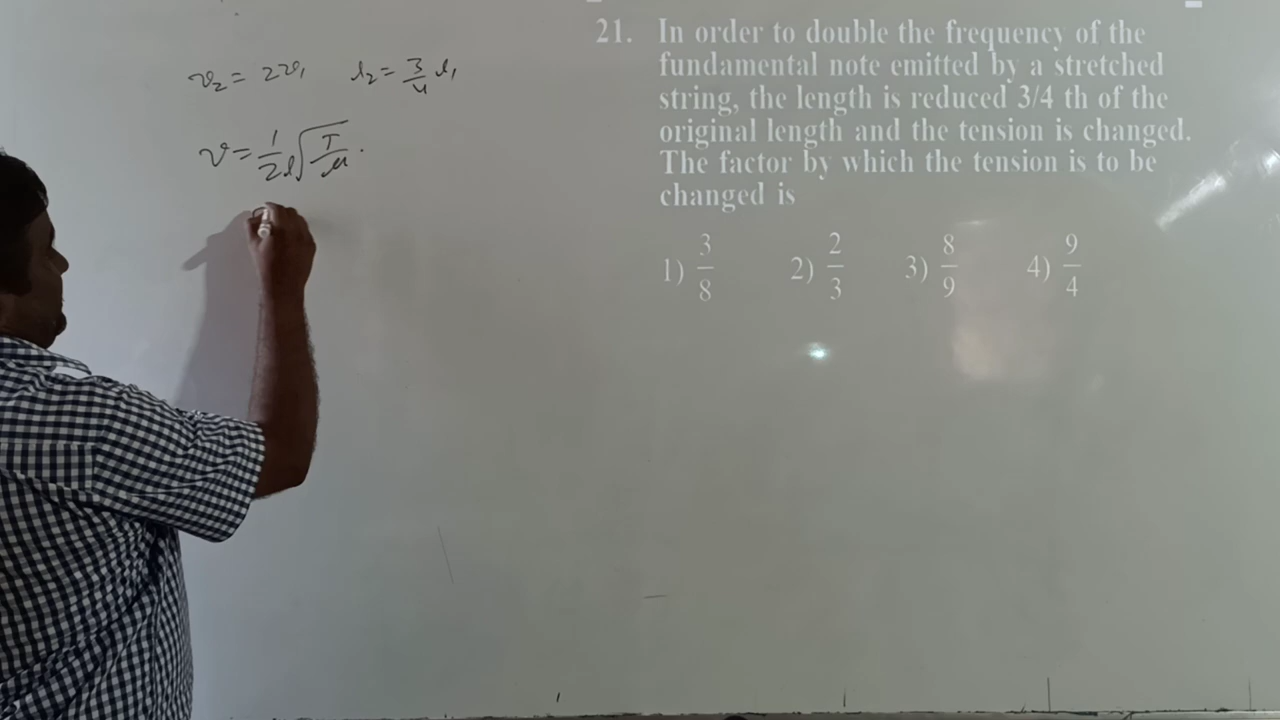 ν₂ = 2ν₁ l₂ = 3/4 l₁
ν = 1/2l √T/μ .
21. In order to double the frequency of the
fundamental note emitted by a stretched
string, the length is reduced 3/4 th of the
original length and the tension is changed.
The factor by which the tension is to be
changed is
1) 3/8 2) 2/3 3) 8/9 4) 9/4